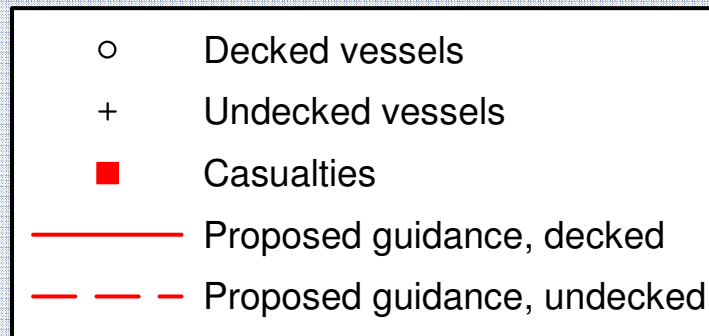 Decked vessels
Undecked vessels
Casualties
Proposed guidance, decked
Proposed guidance, undecked